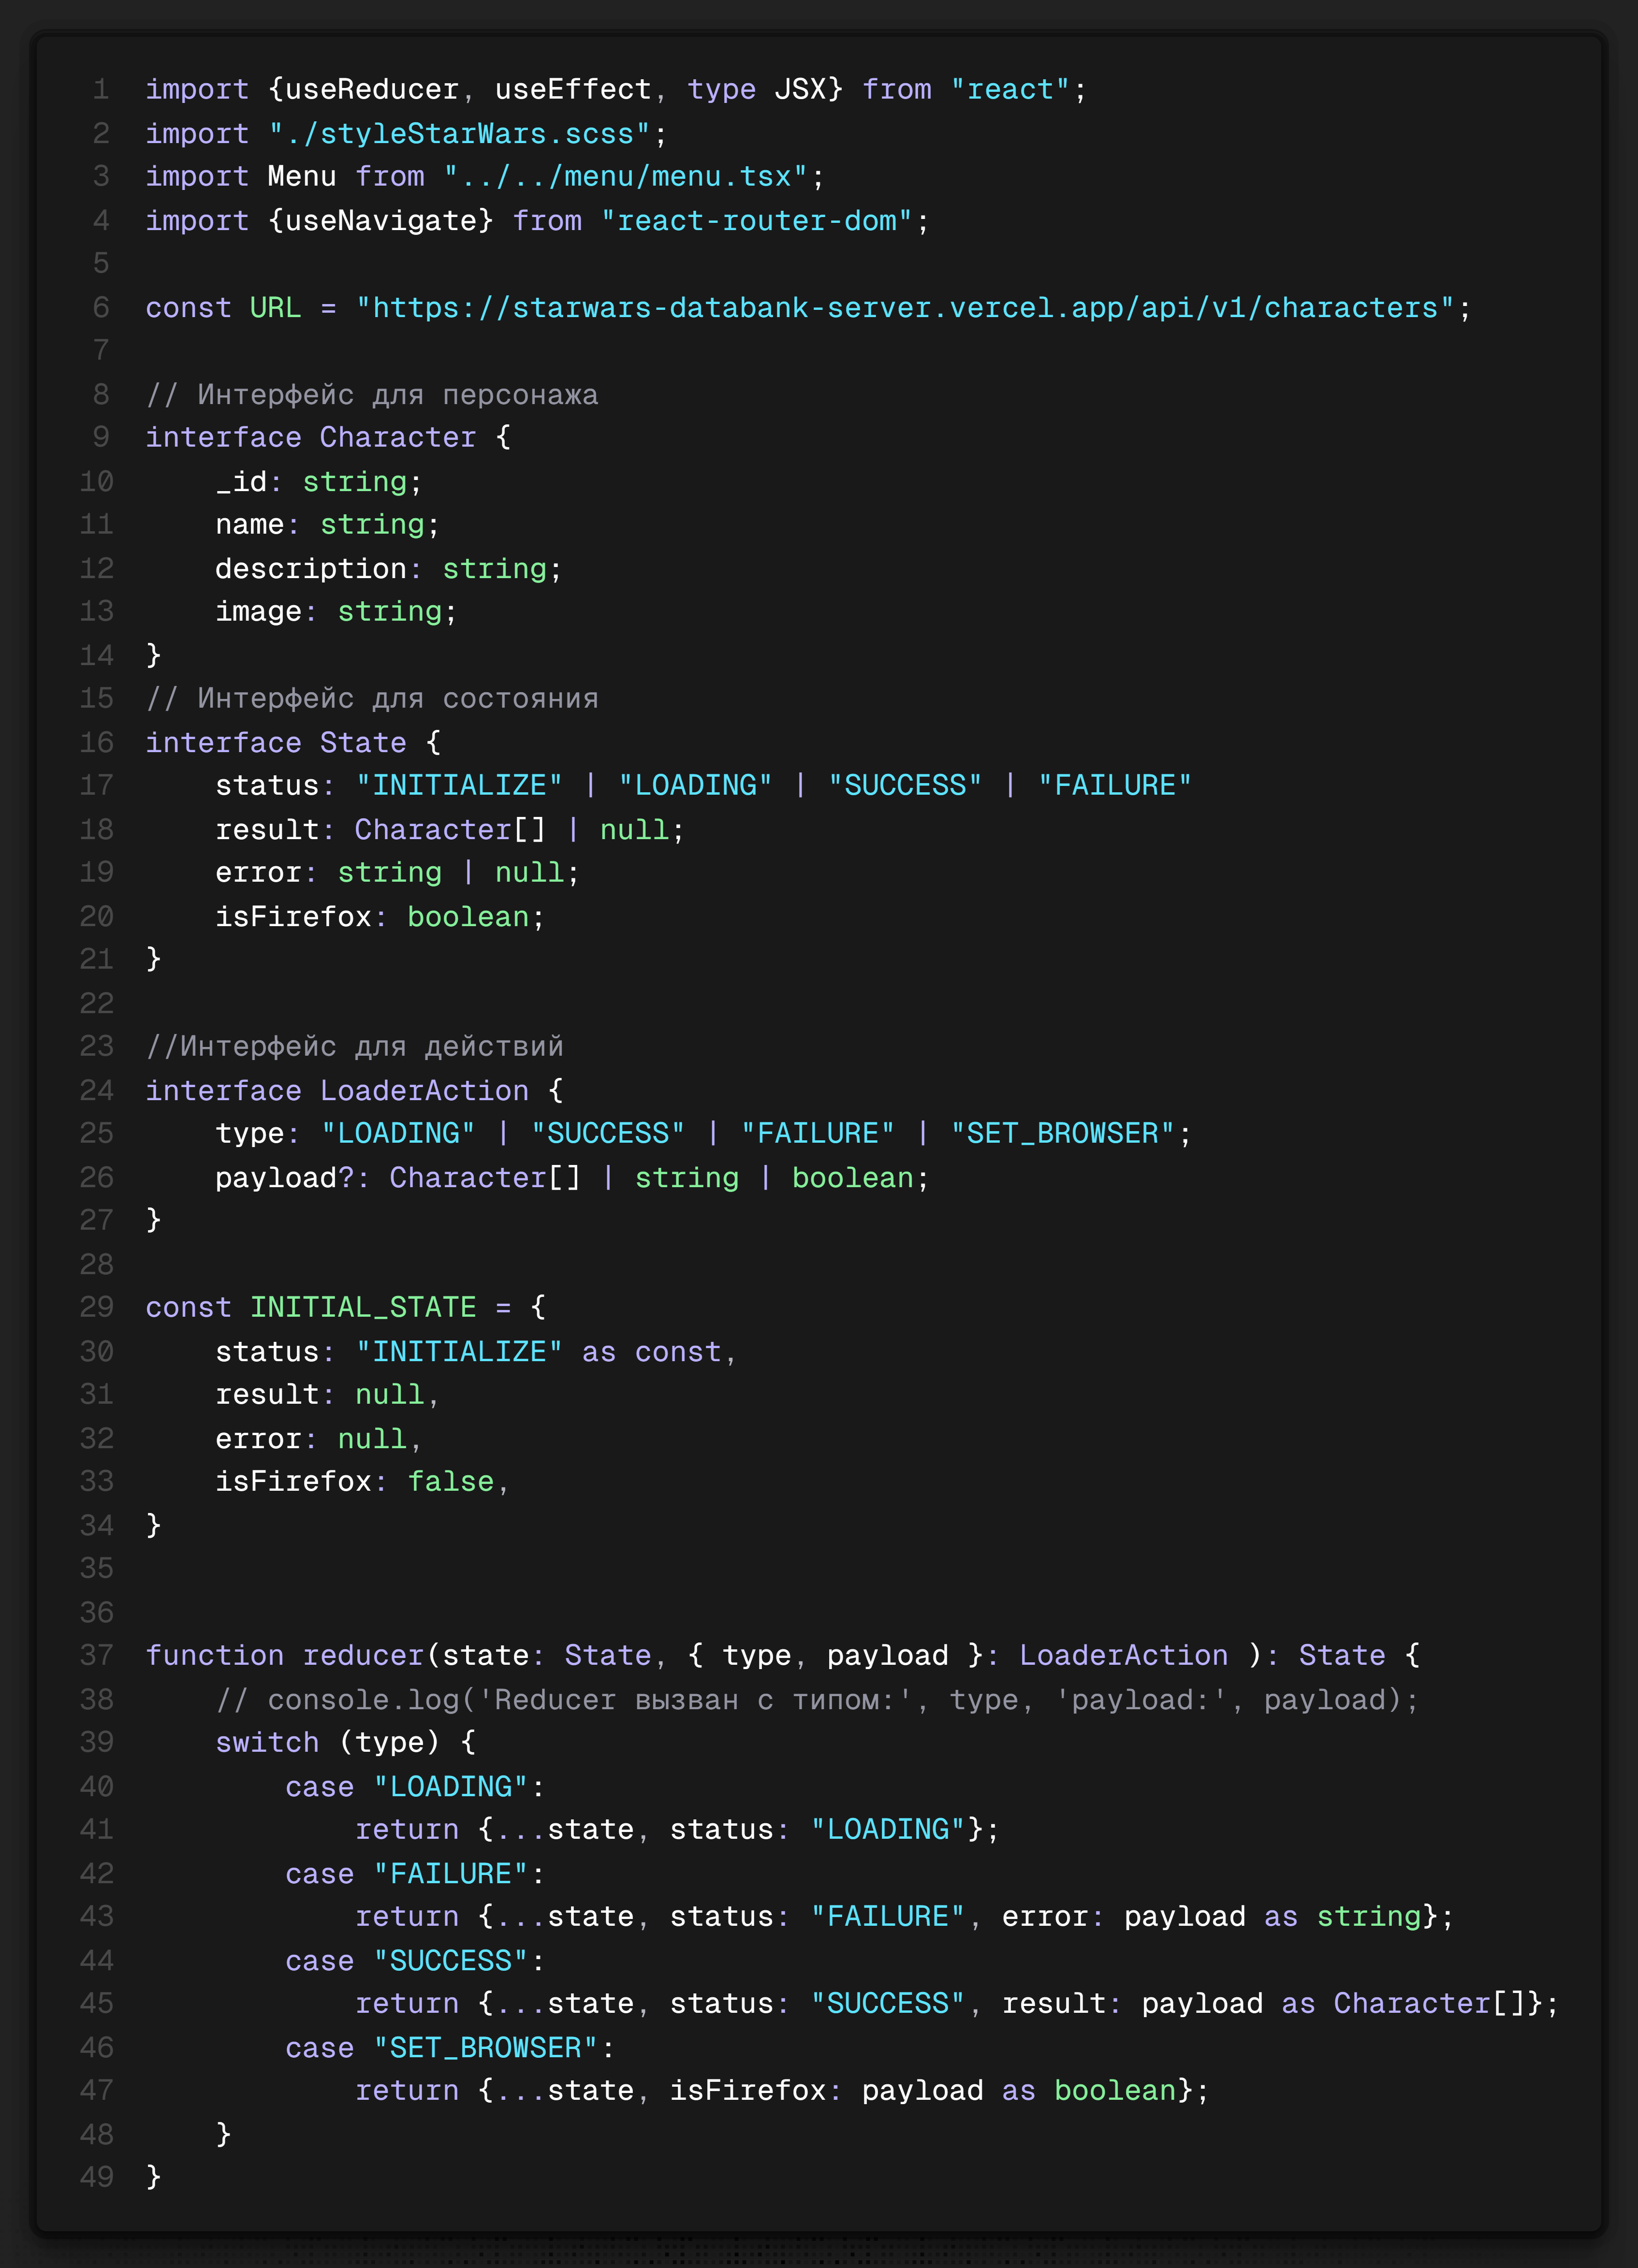 1 import {useReducer, useEffect, type JSX} from "react";
2 import "./styleStarWars.scss";
3 import Menu from "../../menu/menu.tsx";
4 import {useNavigate} from "react-router-dom";
5
6 const URL = "https://starwars-databank-server.vercel.app/api/v1/characters";
7
8 // Интерфейс для персонажа
9 interface Character {
10     _id: string;
11     name: string;
12     description: string;
13     image: string;
14 }
15 // Интерфейс для состояния
16 interface State {
17     status: "INITIALIZE" | "LOADING" | "SUCCESS" | "FAILURE"
18     result: Character[] | null;
19     error: string | null;
20     isFirefox: boolean;
21 }
22
23 //Интерфейс для действий
24 interface LoaderAction {
25     type: "LOADING" | "SUCCESS" | "FAILURE" | "SET_BROWSER";
26     payload?: Character[] | string | boolean;
27 }
28
29 const INITIAL_STATE = {
30     status: "INITIALIZE" as const,
31     result: null,
32     error: null,
33     isFirefox: false,
34 }
35
36
37 function reducer(state: State, { type, payload }: LoaderAction ): State {
38     // console.log('Reducer вызван с типом:', type, 'payload:', payload);
39     switch (type) {
40         case "LOADING":
41             return {...state, status: "LOADING"};
42         case "FAILURE":
43             return {...state, status: "FAILURE", error: payload as string};
44         case "SUCCESS":
45             return {...state, status: "SUCCESS", result: payload as Character[]};
46         case "SET_BROWSER":
47             return {...state, isFirefox: payload as boolean};
48     }
49 }